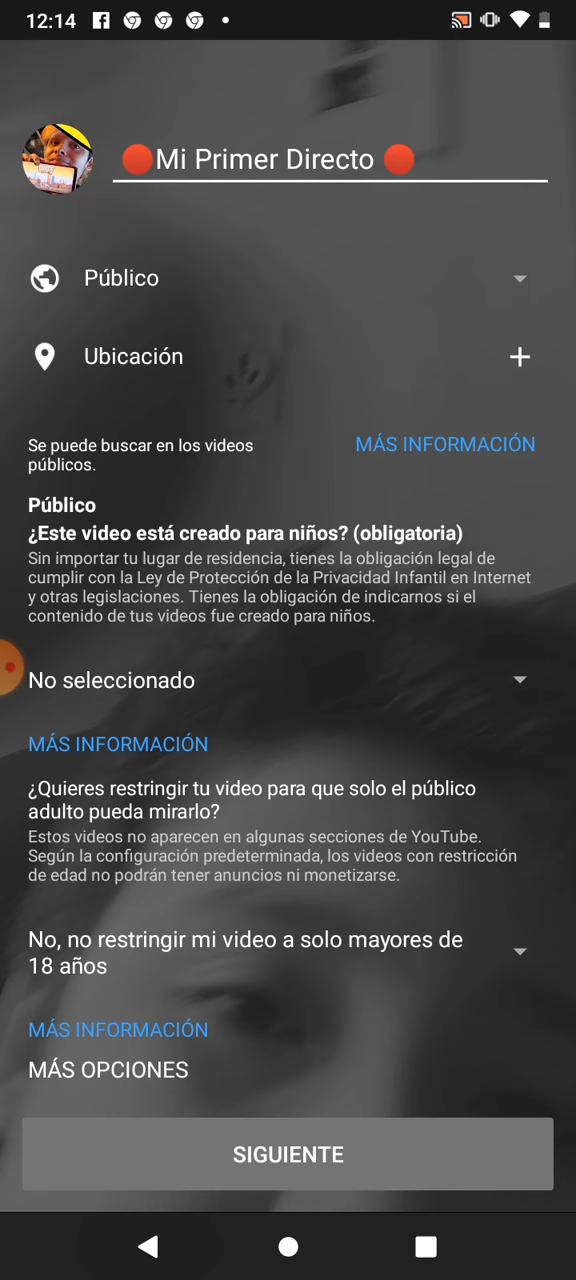 12:14
🔴Mi Primer Directo 🔴
Público
Ubicación
Se puede buscar en los videos
públicos.
MÁS INFORMACIÓN
Público
¿Este video está creado para niños? (obligatoria)
Sin importar tu lugar de residencia, tienes la obligación legal de
cumplir con la Ley de Protección de la Privacidad Infantil en Internet
y otras legislaciones. Tienes la obligación de indicarnos si el
contenido de tus videos fue creado para niños.
No seleccionado
MÁS INFORMACIÓN
¿Quieres restringir tu video para que solo el público
adulto pueda mirarlo?
Estos videos no aparecen en algunas secciones de YouTube.
Según la configuración predeterminada, los videos con restricción
de edad no podrán tener anuncios ni monetizarse.
No, no restringir mi video a solo mayores de
18 años
MÁS INFORMACIÓN
MÁS OPCIONES
SIGUIENTE